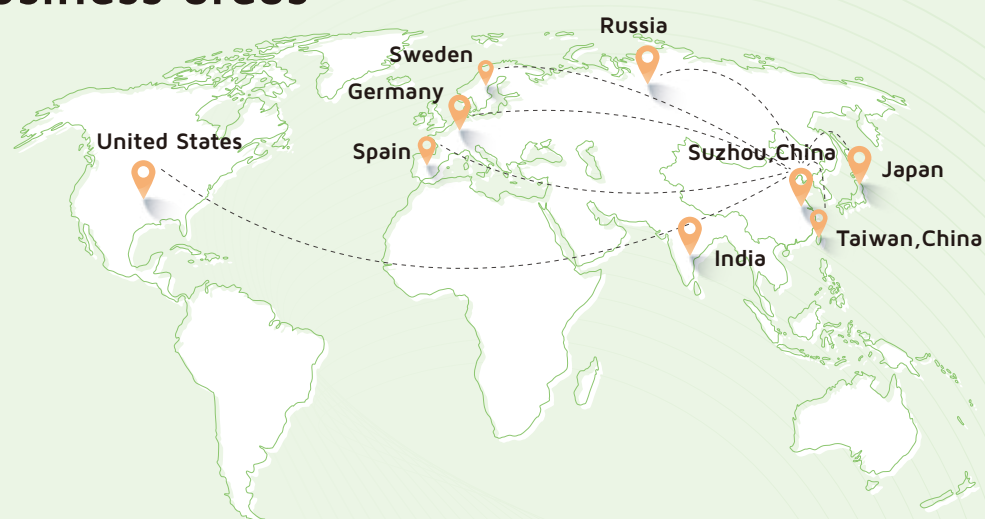 Russia
Sweden
Germany
United States
Spain
Suzhou,China
Japan
Taiwan,China
India